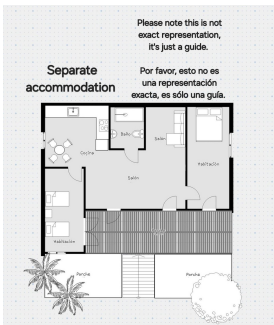 Please note this is not
exact representation,
it's just a guide.
Separate
accommodation
Por favor, esto no es
una representación
exacta, es sólo una guía.
Baño
Salón
Cocina
Habitación
Salón
Habitación
Porche
Porche